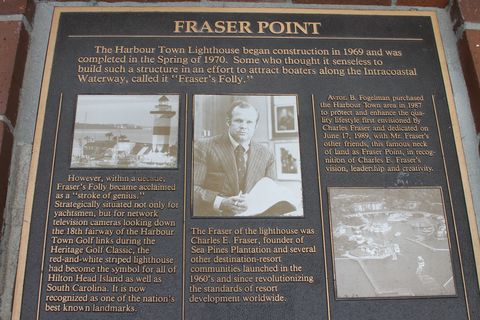 FRASER POINT
The Harbour Town Lighthouse began construction in 1969 and was
completed in the Spring of 1970. Some who thought it senseless to
build such a structure in an effort to attract boaters along the Intracoastal
Waterway, called it "Fraser's Folly."
However, within a decade,
Fraser's Folly became acclaimed
as a "stroke of genius."
Strategically situated not only for
yachtsmen, but for network
television cameras looking down
the 18th fairway of the Harbour
Town Golf links during the
Heritage Golf Classic, the
red-and-white striped lighthouse
had become the symbol for all of
Hilton Head Island as well as
South Carolina. It is now
recognized as one of the nation's
best known landmarks.
The Fraser of the lighthouse was
Charles E. Fraser, founder of
Sea Pines Plantation and several
other destination-resort
communities launched in the
1960's and since revolutionizing
the standards of resort
development worldwide.
Avron B. Fogelman purchased
the Harbour Town area in 1987
to protect and enhance the qua-
lity lifestyle first envisioned by
Charles Fraser and dedicated on
June 17, 1989, with Mr. Fraser's
other friends, this famous neck
of land as Fraser Point, in recog-
nition of Charles E. Fraser's
vision, leadership and creativity.